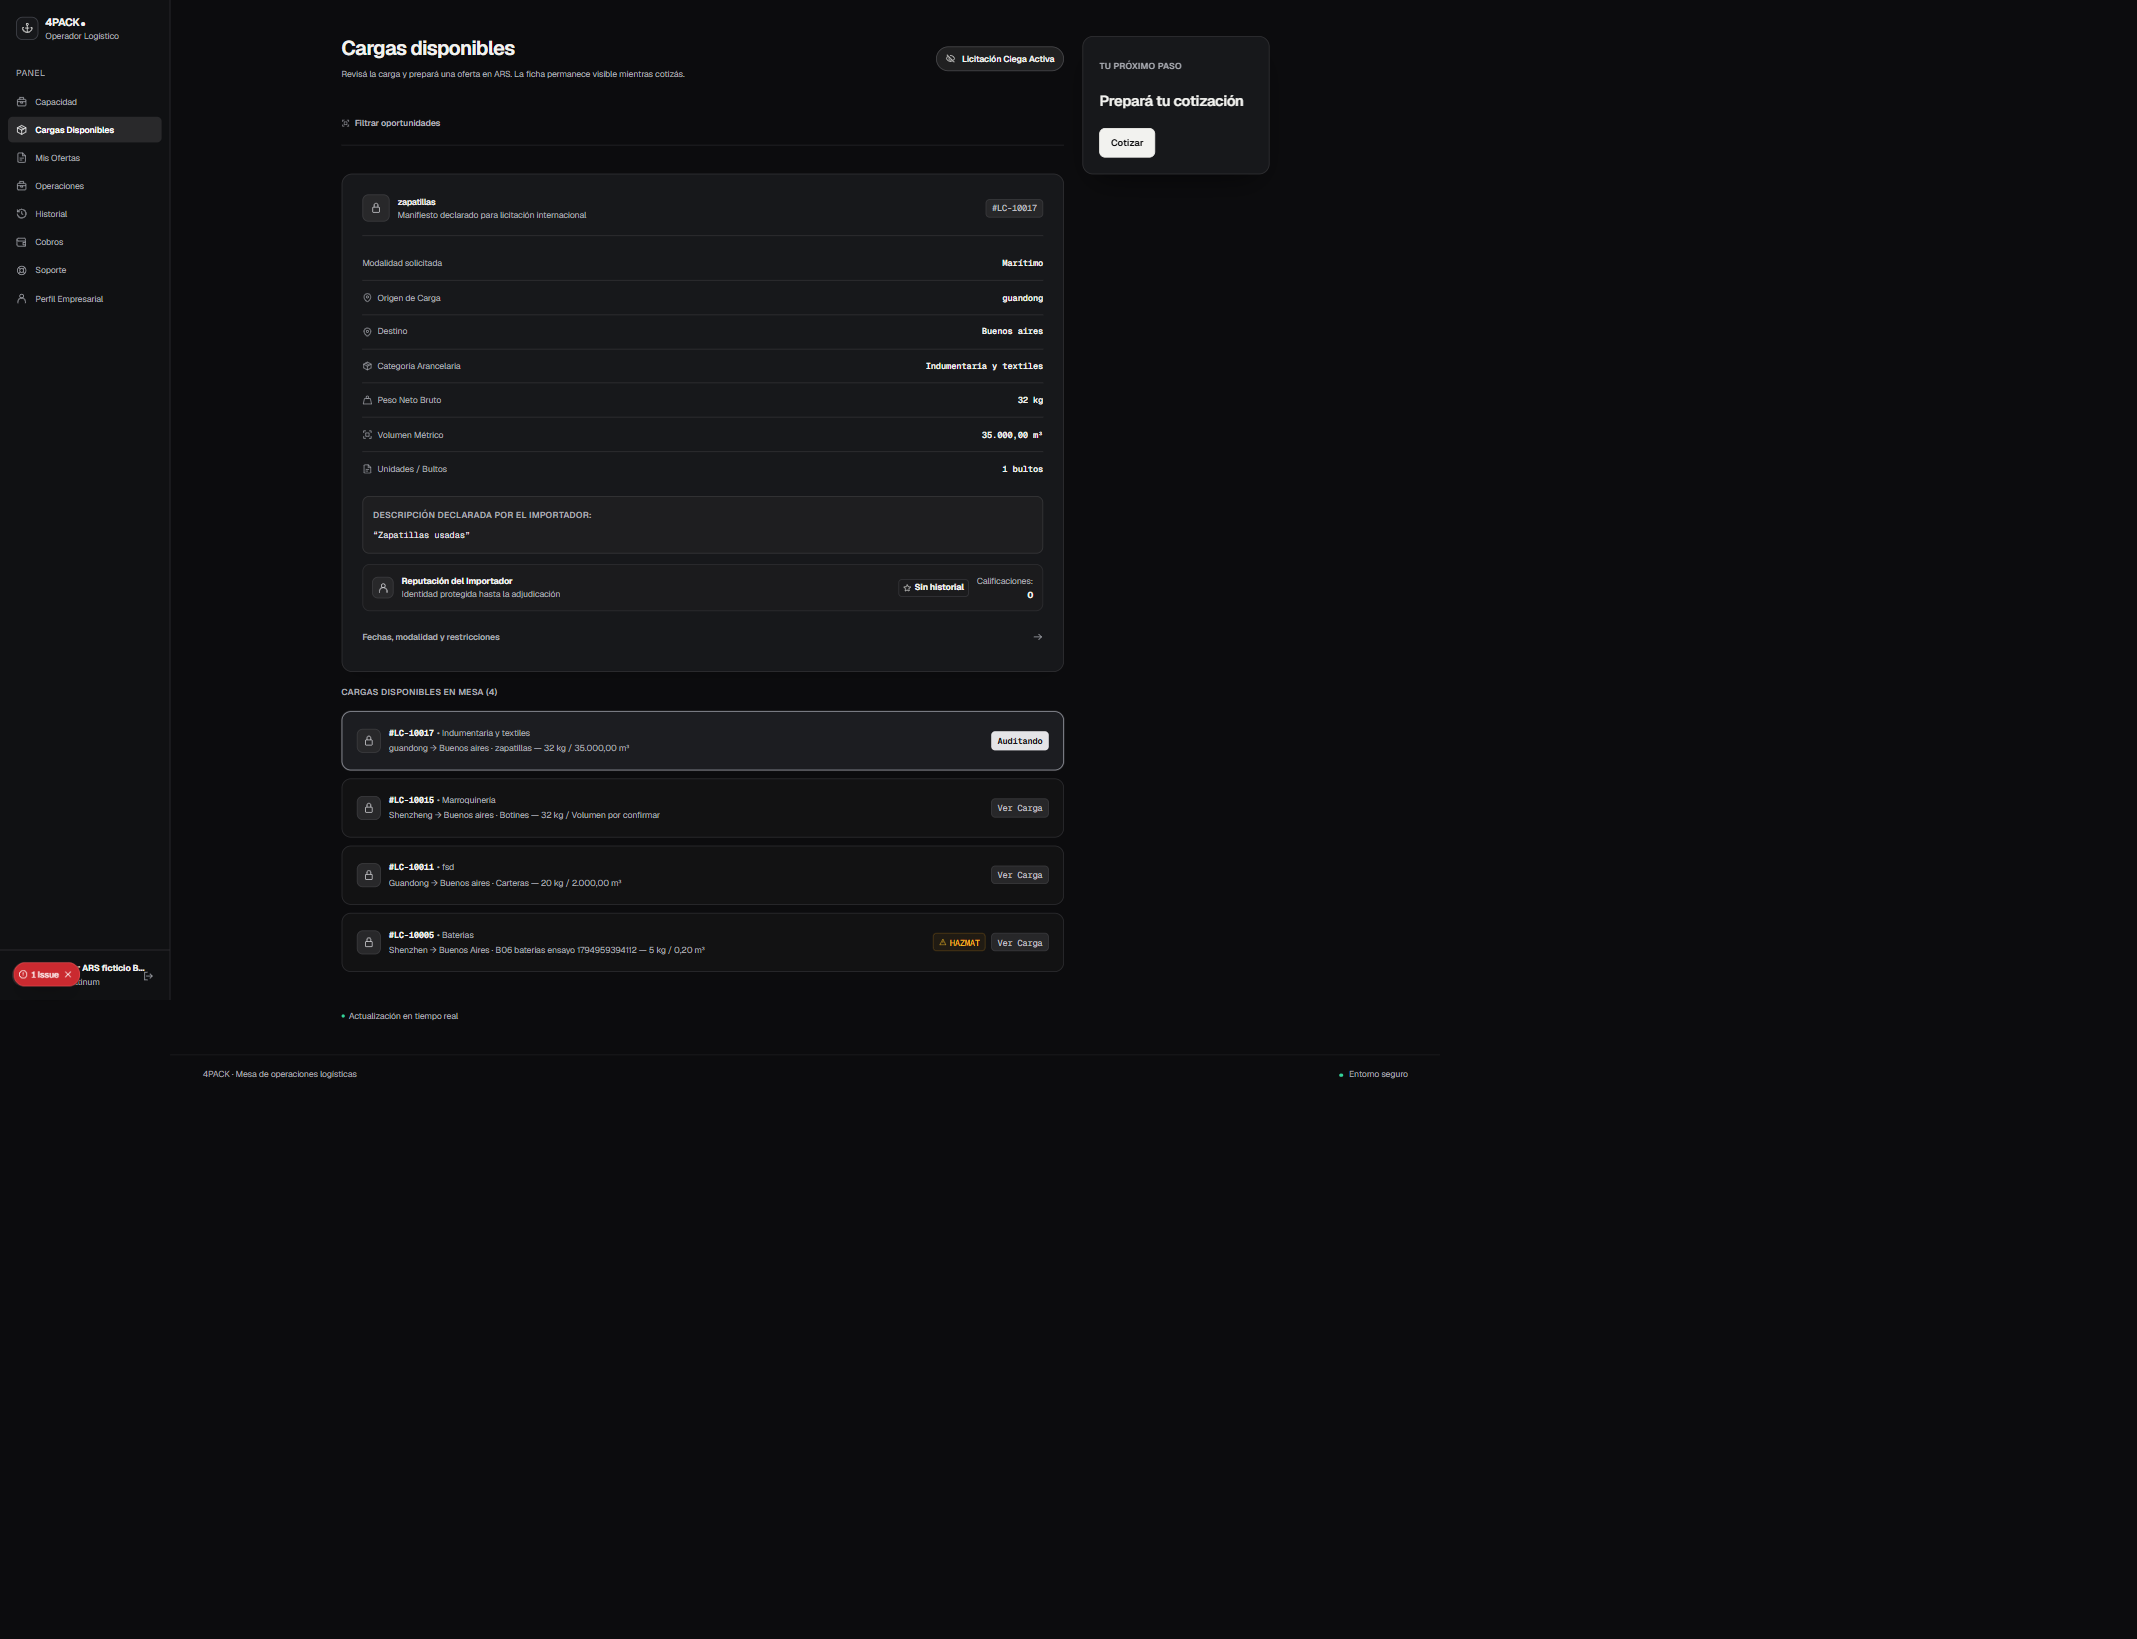 4PACK
Operador Logístico
PANEL
Capacidad
Cargas Disponibles
Mis Ofertas
Operaciones
Historial
Cobros
Soporte
Perfil Empresarial
1 Issue
ARS ficticio B...
Cargas disponibles
Revisá la carga y prepará una oferta en ARS. La ficha permanece visible mientras cotizás.
Licitación Ciega Activa
Filtrar oportunidades
TU PRÓXIMO PASO
Prepará tu cotización
Cotizar
zapatillas
Manifiesto declarado para licitación internacional
#LC-10017
Modalidad solicitada Marítimo
Origen de Carga guandong
Destino Buenos aires
Categoría Arancelaria Indumentaria y textiles
Peso Neto Bruto 32 kg
Volumen Métrico 35.000,00 m³
Unidades / Bultos 1 bultos
DESCRIPCIÓN DECLARADA POR EL IMPORTADOR:
"Zapatillas usadas"
Reputación del Importador
Identidad protegida hasta la adjudicación
Sin historial
Calificaciones:
0
Fechas, modalidad y restricciones →
CARGAS DISPONIBLES EN MESA (4)
#LC-10017 • Indumentaria y textiles
guandong → Buenos aires · zapatillas — 32 kg / 35.000,00 m³
Auditando
#LC-10015 • Marroquinería
Shenzheng → Buenos aires · Botines — 32 kg / Volumen por confirmar
Ver Carga
#LC-10011 • fsd
Guandong → Buenos aires · Carteras — 20 kg / 2.000,00 m³
Ver Carga
#LC-10005 • Baterías
Shenzhen → Buenos Aires · B06 baterias ensayo 1794959394112 — 5 kg / 0,20 m³
HAZMAT
Ver Carga
Actualización en tiempo real
4PACK · Mesa de operaciones logísticas
Entorno seguro